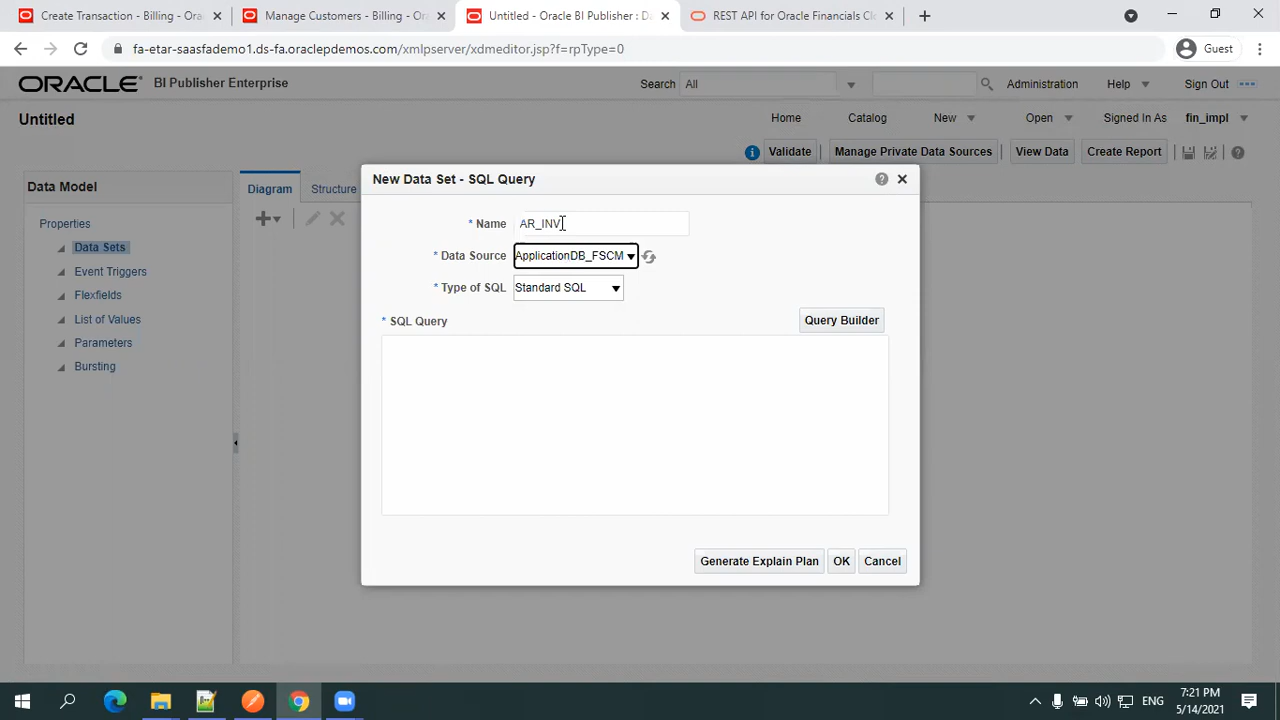 Create Transaction - Billing - Ora
Manage Customers - Billing - Ora
Untitled - Oracle BI Publisher : Da
REST API for Oracle Financials Clo
fa-etar-saasfademo1.ds-fa.oraclepdemos.com/xmlpserver/xdmeditor.jsp?f=rpType=0
Guest
ORACLE BI Publisher Enterprise
Search All
Administration
Help
Sign Out
Untitled
Home
Catalog
New
Open
Signed In As fin_impl
Validate
Manage Private Data Sources
View Data
Create Report
Data Model
Properties
Data Sets
Event Triggers
Flexfields
List of Values
Parameters
Bursting
Diagram
Structure
New Data Set - SQL Query
* Name AR_INV
* Data Source ApplicationDB_FSCM
* Type of SQL Standard SQL
* SQL Query
Query Builder
Generate Explain Plan
OK
Cancel
ENG
7:21 PM
5/14/2021